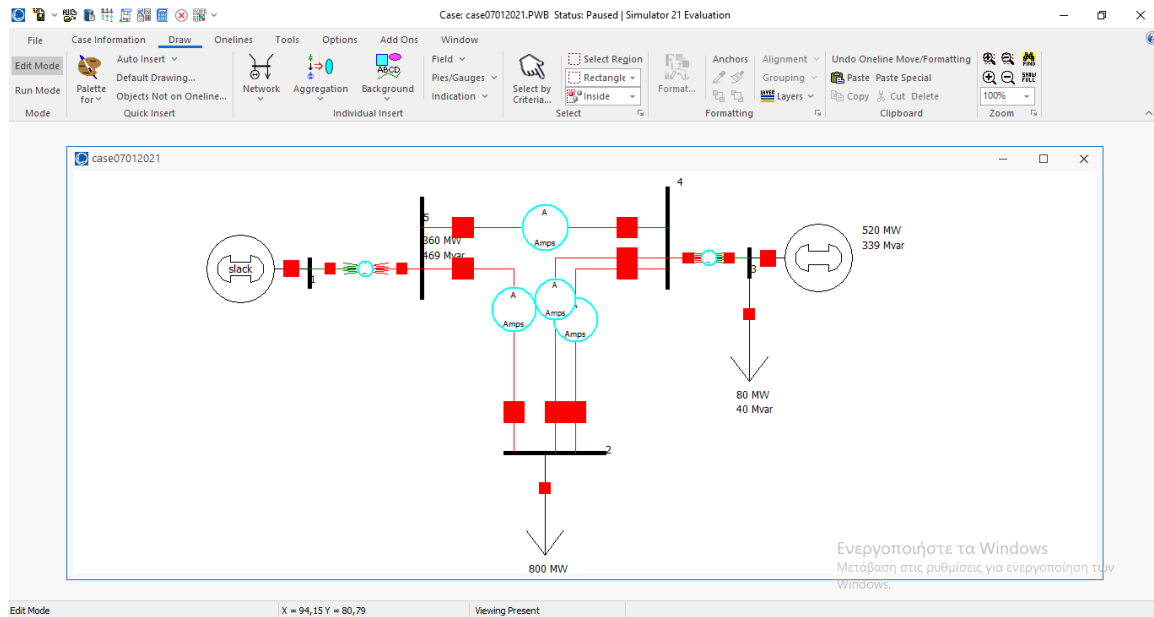 Case: case07012021.PWB Status: Paused | Simulator 21 Evaluation
File Case Information Draw Onelines Tools Options Add Ons Window
Edit Mode
Run Mode
Mode
Palette
for
Auto Insert
Default Drawing...
Objects Not on Oneline...
Quick Insert
Network
Aggregation
ABCD
Background
Field
Pies/Gauges
Indication
Individual Insert
Select by
Criteria...
Select Region
Rectangle
Inside
Select
Format...
Anchors
Alignment
Grouping
Layers
Formatting
Undo Oneline Move/Formatting
Paste Paste Special
Copy Cut Delete
Clipboard
100%
Zoom
case07012021
4
5
A
Amps
360 MW
469 Mvar
520 MW
339 Mvar
slack
1
3
A
Amps
A
Amps
Amps
80 MW
40 Mvar
2
800 MW
Ενεργοποιήστε τα Windows
Μετάβαση στις ρυθμίσεις για ενεργοποίηση των
Windows.
Edit Mode
X = 94,15 Y = 80,79
Viewing Present